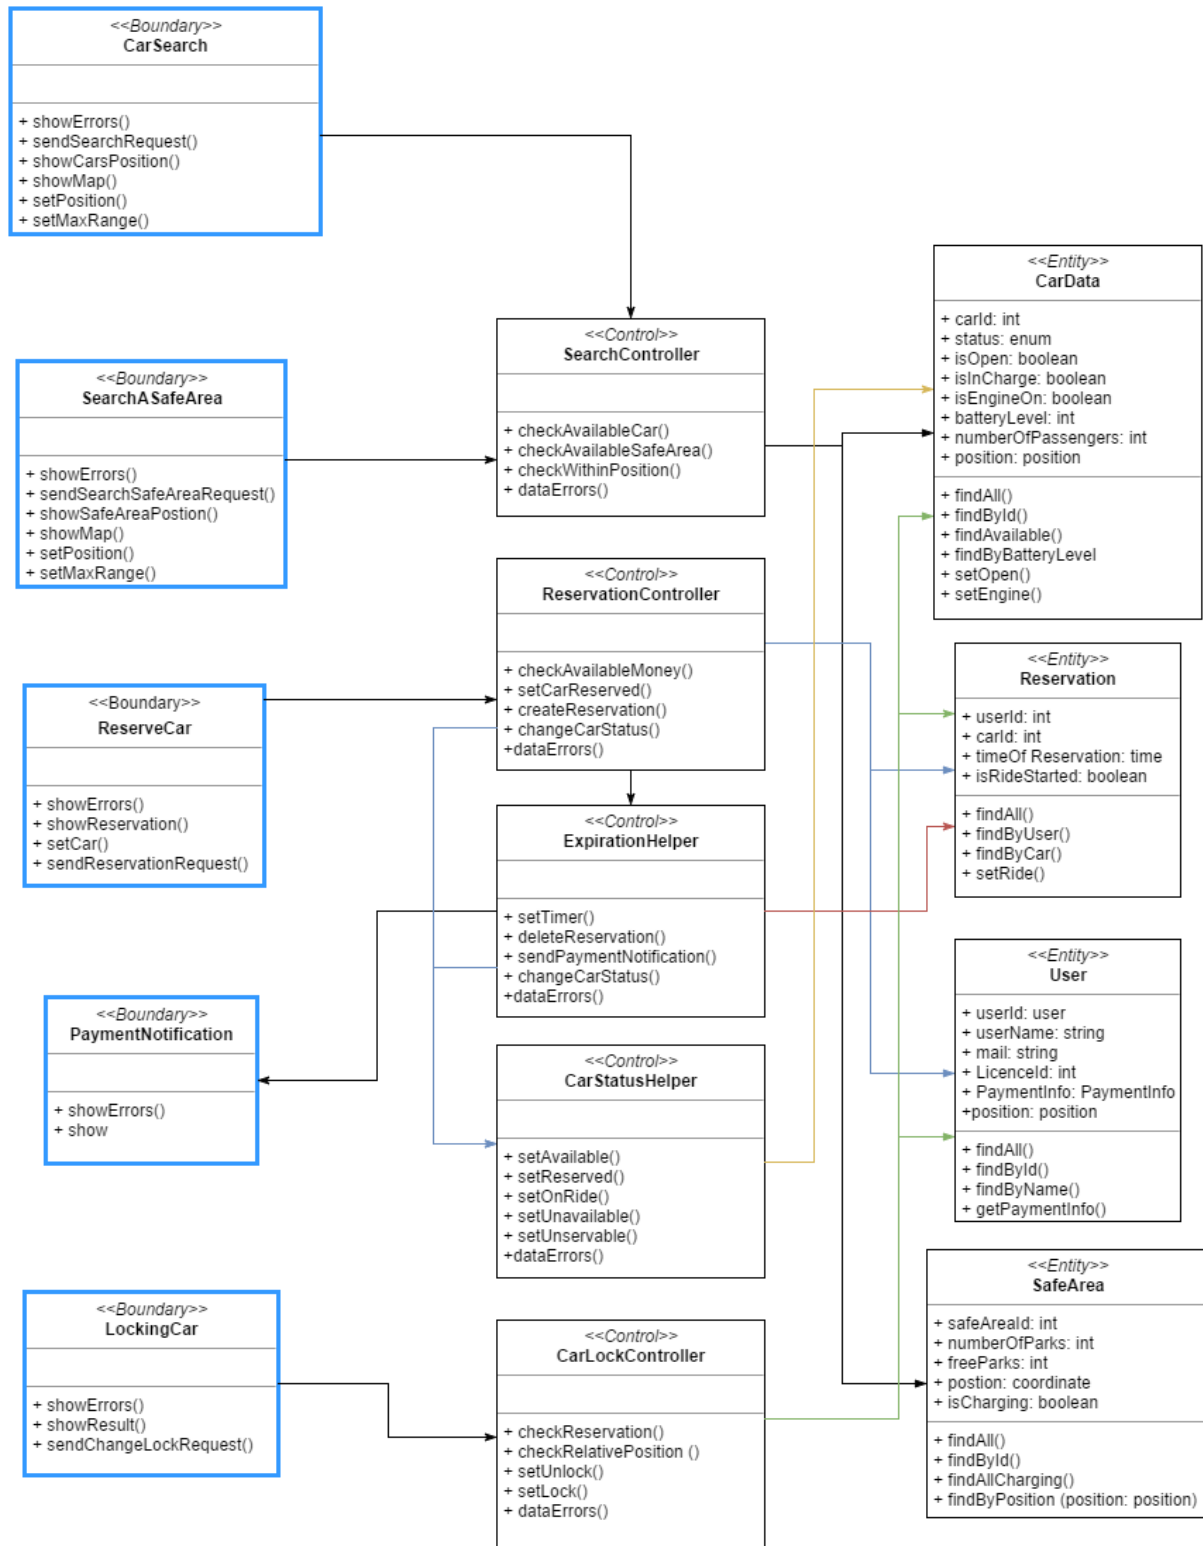 <<Boundary>>
CarSearch
+ showErrors()
+ sendSearchRequest()
+ showCarsPosition()
+ showMap()
+ setPosition()
+ setMaxRange()
<<Boundary>>
SearchASafeArea
+ showErrors()
+ sendSearchSafeAreaRequest()
+ showSafeAreaPostion()
+ showMap()
+ setPosition()
+ setMaxRange()
<<Boundary>>
ReserveCar
+ showErrors()
+ showReservation()
+ setCar()
+ sendReservationRequest()
<<Boundary>>
PaymentNotification
+ showErrors()
+ show
<<Boundary>>
LockingCar
+ showErrors()
+ showResult()
+ sendChangeLockRequest()
<<Control>>
SearchController
+ checkAvailableCar()
+ checkAvailableSafeArea()
+ checkWithinPosition()
+ dataErrors()
<<Control>>
ReservationController
+ checkAvailableMoney()
+ setCarReserved()
+ createReservation()
+ changeCarStatus()
+dataErrors()
<<Control>>
ExpirationHelper
+ setTimer()
+ deleteReservation()
+ sendPaymentNotification()
+ changeCarStatus()
+dataErrors()
<<Control>>
CarStatusHelper
+ setAvailable()
+ setReserved()
+ setOnRide()
+ setUnavailable()
+ setUnservable()
+dataErrors()
<<Control>>
CarLockController
+ checkReservation()
+ checkRelativePosition ()
+ setUnlock()
+ setLock()
+ dataErrors()
<<Entity>>
CarData
+ carId: int
+ status: enum
+ isOpen: boolean
+ isInCharge: boolean
+ isEngineOn: boolean
+ batteryLevel: int
+ numberOfPassengers: int
+ position: position
+ findAll()
+ findById()
+ findAvailable()
+ findByBatteryLevel
+ setOpen()
+ setEngine()
<<Entity>>
Reservation
+ userId: int
+ carId: int
+ timeOf Reservation: time
+ isRideStarted: boolean
+ findAll()
+ findByUser()
+ findByCar()
+ setRide()
<<Entity>>
User
+ userId: user
+ userName: string
+ mail: string
+ LicenceId: int
+ PaymentInfo: PaymentInfo
+position: position
+ findAll()
+ findById()
+ findByName()
+ getPaymentInfo()
<<Entity>>
SafeArea
+ safeAreaId: int
+ numberOfParks: int
+ freeParks: int
+ postion: coordinate
+ isCharging: boolean
+ findAll()
+ findById()
+ findAllCharging()
+ findByPosition (position: position)